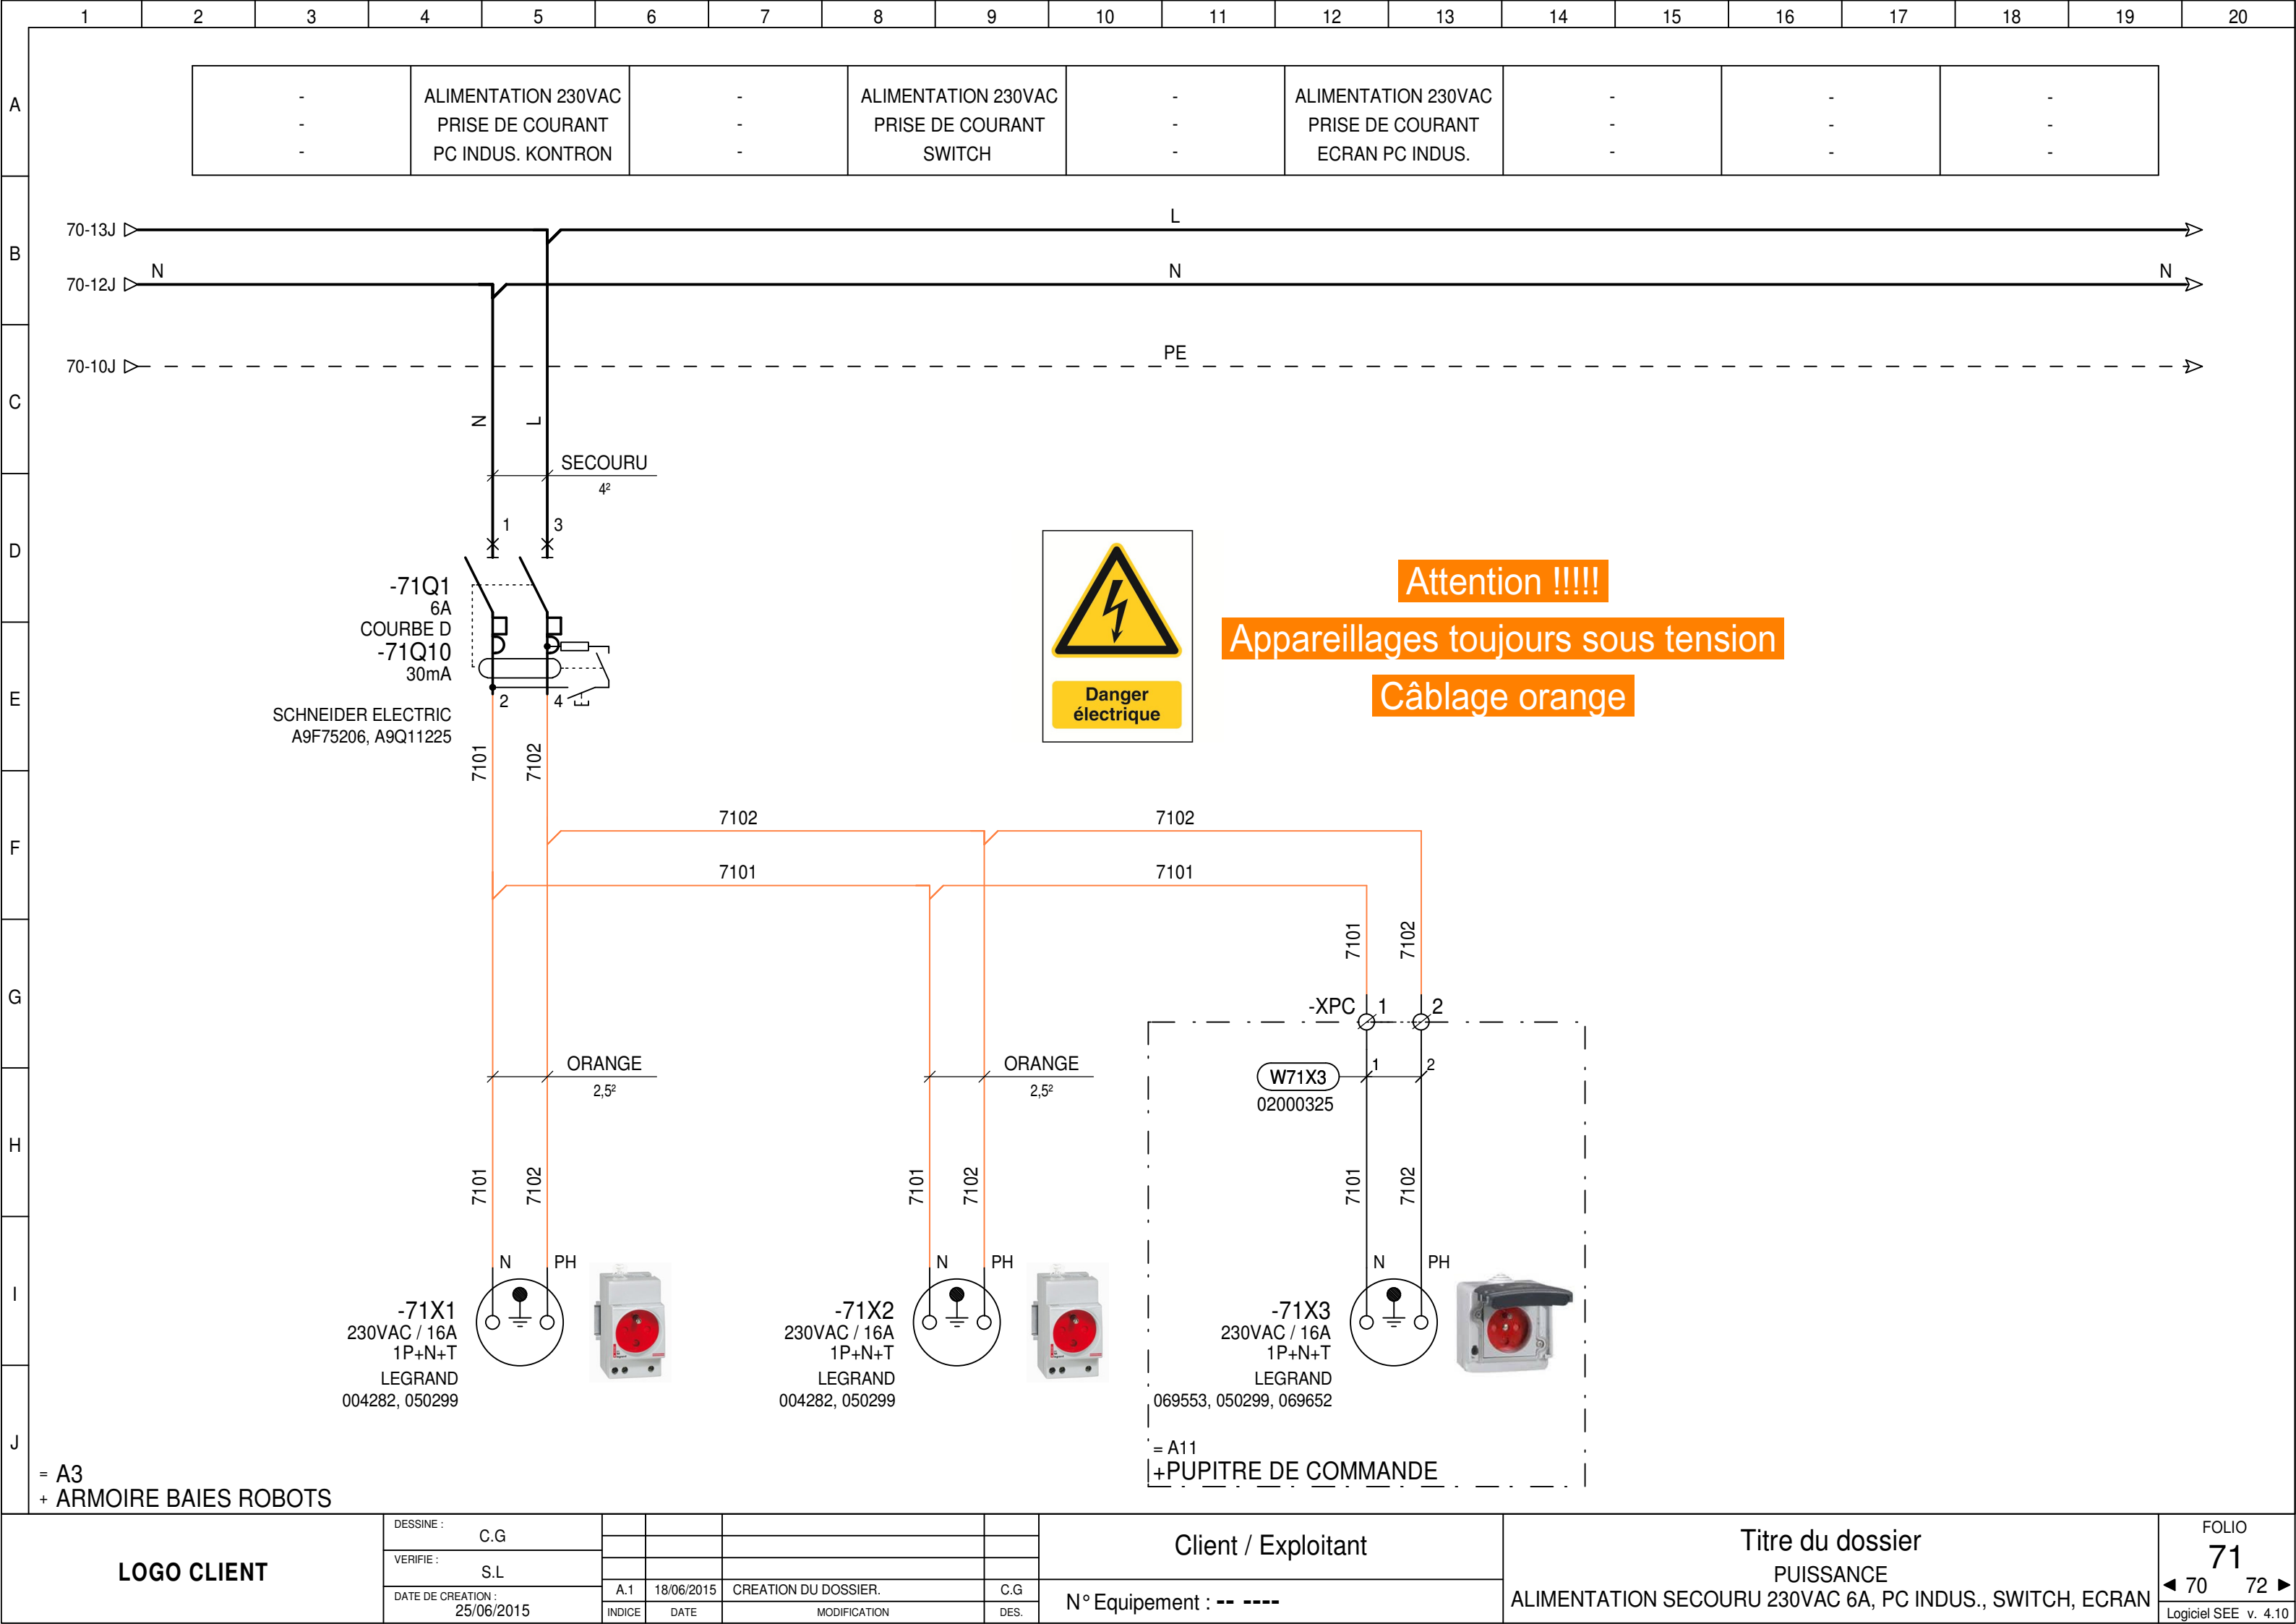 1 2 3 4 5 6 7 8 9 10 11 12 13 14 15 16 17 18 19 20
A
- ALIMENTATION 230VAC - ALIMENTATION 230VAC - ALIMENTATION 230VAC - - -
- PRISE DE COURANT - PRISE DE COURANT - PRISE DE COURANT - - -
- PC INDUS. KONTRON - SWITCH - ECRAN PC INDUS. - - -
L
70-13J
B
N N N
70-12J
PE
70-10J
C
N L
SECOURU
4²
1 3
D
-71Q1
6A
COURBE D
-71Q10
30mA
E
2 4
SCHNEIDER ELECTRIC
A9F75206, A9Q11225
7101 7102
Danger
électrique
Attention !!!!!
Appareillages toujours sous tension
Câblage orange
7102 7102
F
7101 7101
7101 7102
G
-XPC 1 2
ORANGE ORANGE
2,5² 2,5²
1 2
W71X3
02000325
H
7101 7102 7101 7102 7101 7102
N PH N PH N PH
I
-71X1 -71X2 -71X3
230VAC / 16A 230VAC / 16A 230VAC / 16A
1P+N+T 1P+N+T 1P+N+T
LEGRAND LEGRAND LEGRAND
004282, 050299 004282, 050299 069553, 050299, 069652
J
= A11
+PUPITRE DE COMMANDE
= A3
+ ARMOIRE BAIES ROBOTS
LOGO CLIENT
DESSINE :
C.G
VERIFIE :
S.L
DATE DE CREATION :
25/06/2015
A.1 18/06/2015 CREATION DU DOSSIER. C.G
INDICE DATE MODIFICATION DES.
Client / Exploitant
N° Equipement : -- ----
Titre du dossier
PUISSANCE
ALIMENTATION SECOURU 230VAC 6A, PC INDUS., SWITCH, ECRAN
FOLIO
71
70 72
Logiciel SEE v. 4.10